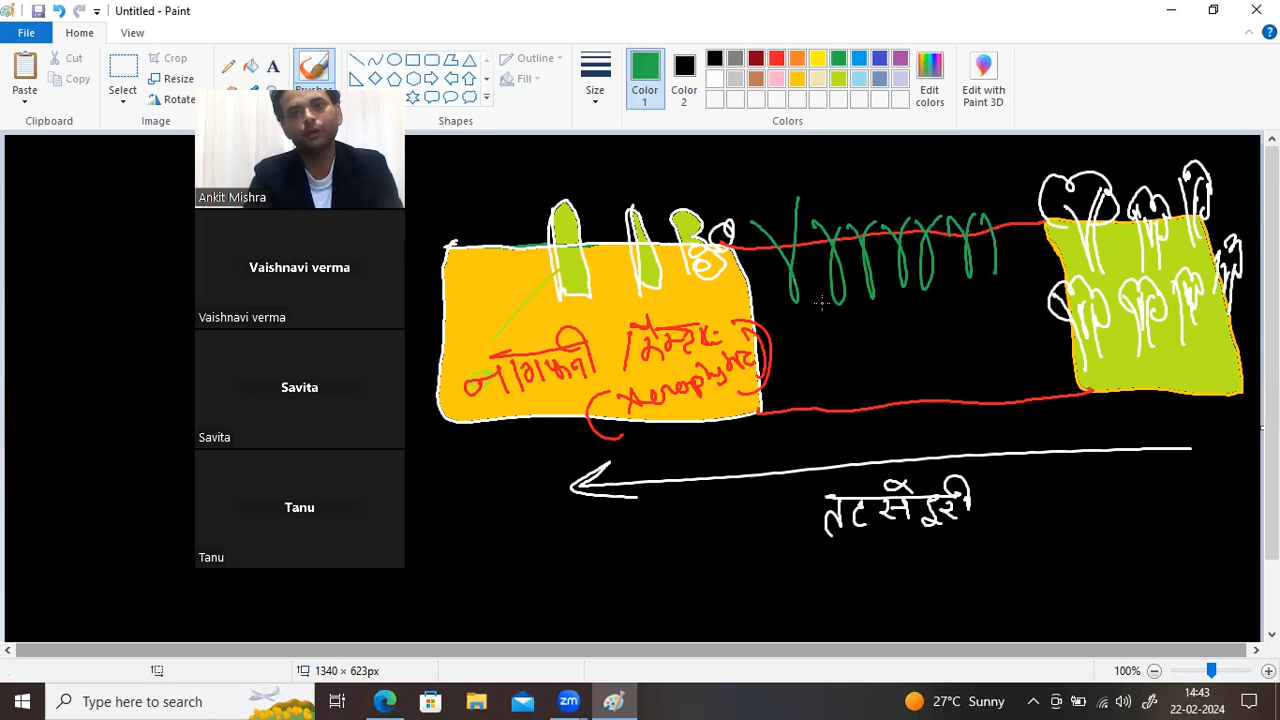 Untitled - Paint
File
Home
View
Paste
Cut
Copy
Clipboard
Select
Crop
Resize
Rotate
Image
Brushes
Shapes
Outline
Fill
Size
Color 1
Color 2
Edit colors
Edit with Paint 3D
Colors
Ankit Mishra
Vaishnavi verma
Vaishnavi verma
Savita
Savita
Tanu
Tanu
नागफनी
तट से दूरी
1340 × 623px
100%
Type here to search
27°C Sunny
14:43
22-02-2024